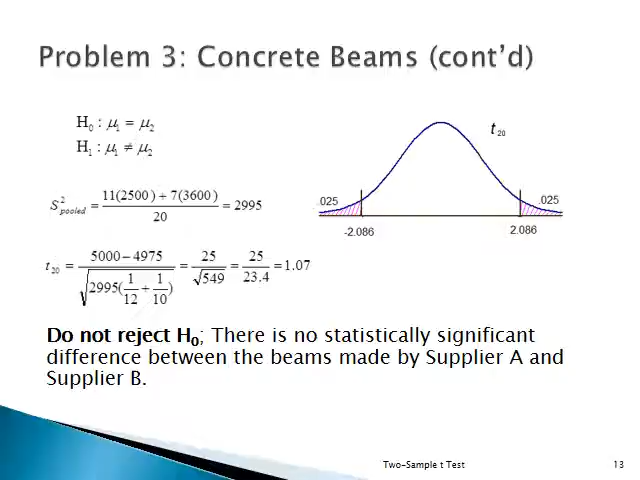 Problem 3: Concrete Beams (cont'd)
H₀ : μ₁ = μ₂
H₁ : μ₁ ≠ μ₂
t₂₀
S²pooled = (11(2500) + 7(3600)) / 20 = 2995
.025
.025
-2.086
2.086
t₂₀ = (5000 − 4975) / √(2995(1/12 + 1/10)) = 25/√549 = 25/23.4 = 1.07
Do not reject H₀; There is no statistically significant
difference between the beams made by Supplier A and
Supplier B.
Two-Sample t Test
13